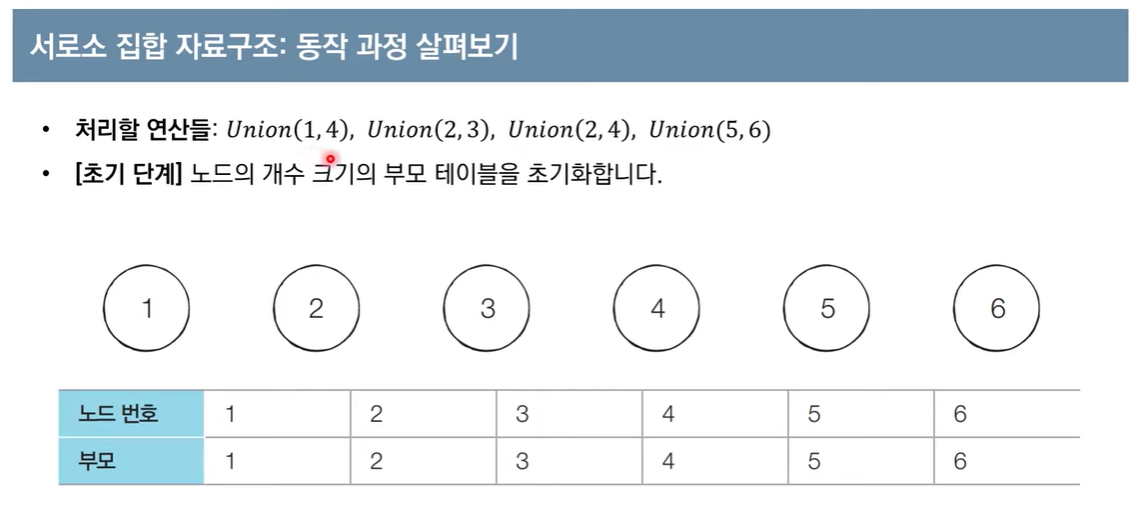 서로소 집합 자료구조: 동작 과정 살펴보기
• 처리할 연산들: Union(1, 4), Union(2, 3), Union(2, 4), Union(5, 6)
• [초기 단계] 노드의 개수 크기의 부모 테이블을 초기화합니다.
1 2 3 4 5 6
노드 번호 1 2 3 4 5 6
부모 1 2 3 4 5 6